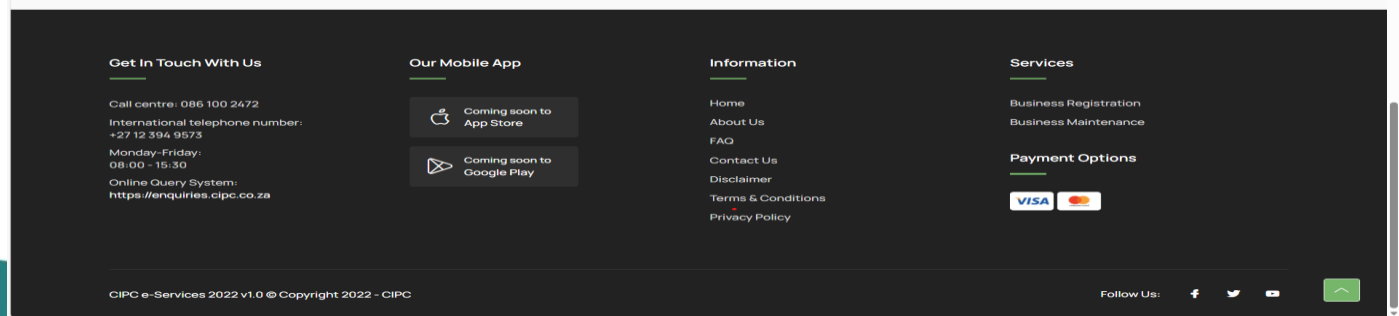 Get In Touch With Us
Call centre: 086 100 2472
International telephone number:
+27 12 394 9573
Monday-Friday:
08:00 - 15:30
Online Query System:
https://enquiries.cipc.co.za
Our Mobile App
Coming soon to
App Store
Coming soon to
Google Play
Information
Home
About Us
FAQ
Contact Us
Disclaimer
Terms & Conditions
Privacy Policy
Services
Business Registration
Business Maintenance
Payment Options
VISA
CIPC e-Services 2022 v1.0 © Copyright 2022 - CIPC
Follow Us: